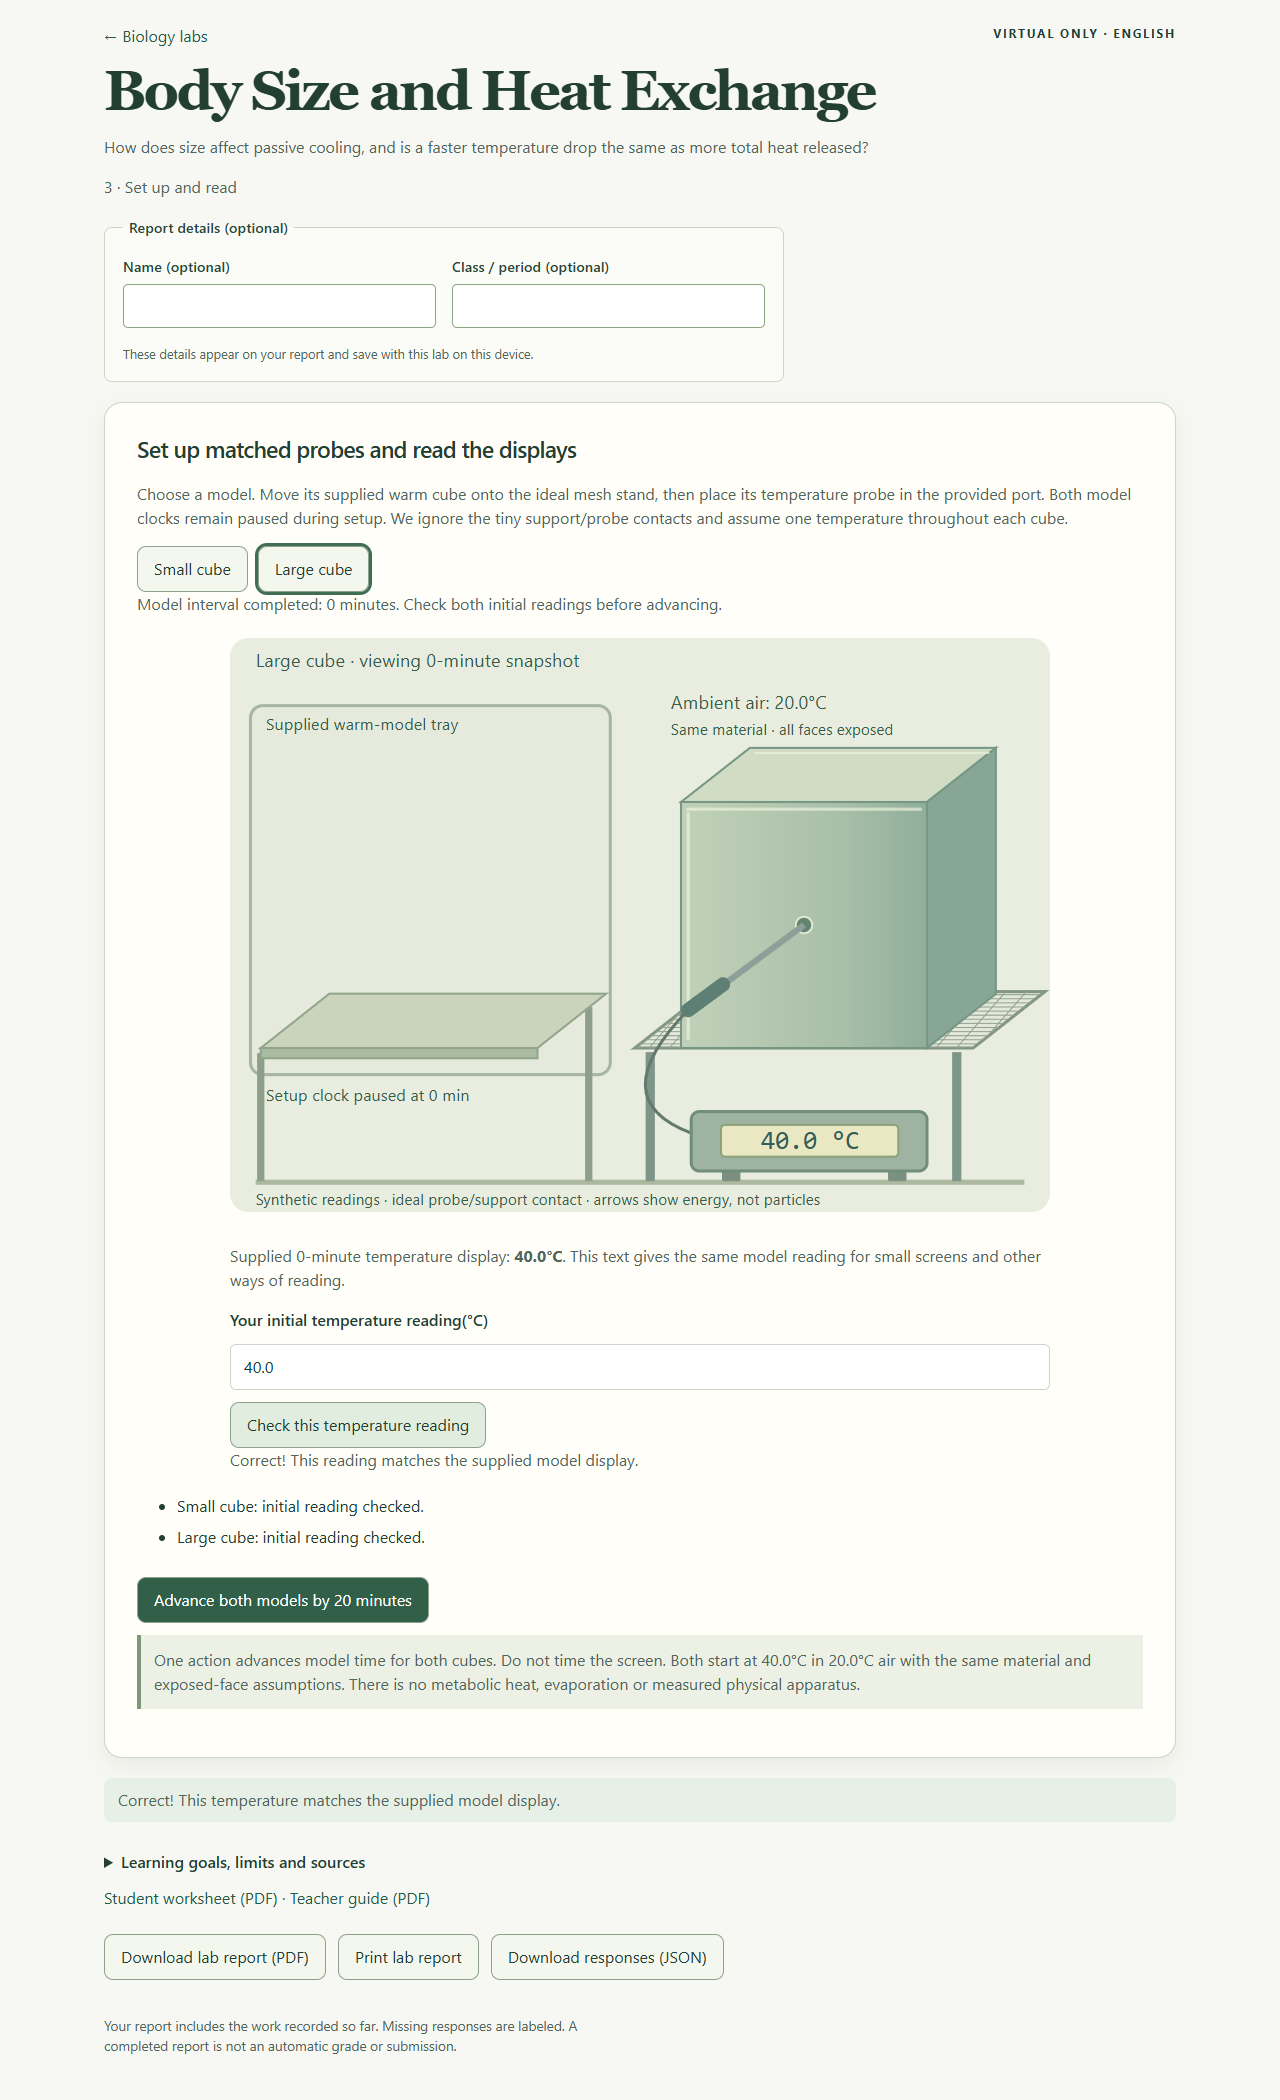 ← Biology labs
VIRTUAL ONLY · ENGLISH
Body Size and Heat Exchange
How does size affect passive cooling, and is a faster temperature drop the same as more total heat released?
3 · Set up and read
Report details (optional)
Name (optional)
Class / period (optional)
These details appear on your report and save with this lab on this device.
Set up matched probes and read the displays
Choose a model. Move its supplied warm cube onto the ideal mesh stand, then place its temperature probe in the provided port. Both model
clocks remain paused during setup. We ignore the tiny support/probe contacts and assume one temperature throughout each cube.
Small cube
Large cube
Model interval completed: 0 minutes. Check both initial readings before advancing.
Large cube · viewing 0-minute snapshot
Ambient air: 20.0°C
Supplied warm-model tray
Same material · all faces exposed
Setup clock paused at 0 min
40.0 °C
Synthetic readings · ideal probe/support contact · arrows show energy, not particles
Supplied 0-minute temperature display: 40.0°C. This text gives the same model reading for small screens and other
ways of reading.
Your initial temperature reading(°C)
40.0
Check this temperature reading
Correct! This reading matches the supplied model display.
• Small cube: initial reading checked.
• Large cube: initial reading checked.
Advance both models by 20 minutes
One action advances model time for both cubes. Do not time the screen. Both start at 40.0°C in 20.0°C air with the same material and
exposed-face assumptions. There is no metabolic heat, evaporation or measured physical apparatus.
Correct! This temperature matches the supplied model display.
▶ Learning goals, limits and sources
Student worksheet (PDF) · Teacher guide (PDF)
Download lab report (PDF)
Print lab report
Download responses (JSON)
Your report includes the work recorded so far. Missing responses are labeled. A
completed report is not an automatic grade or submission.